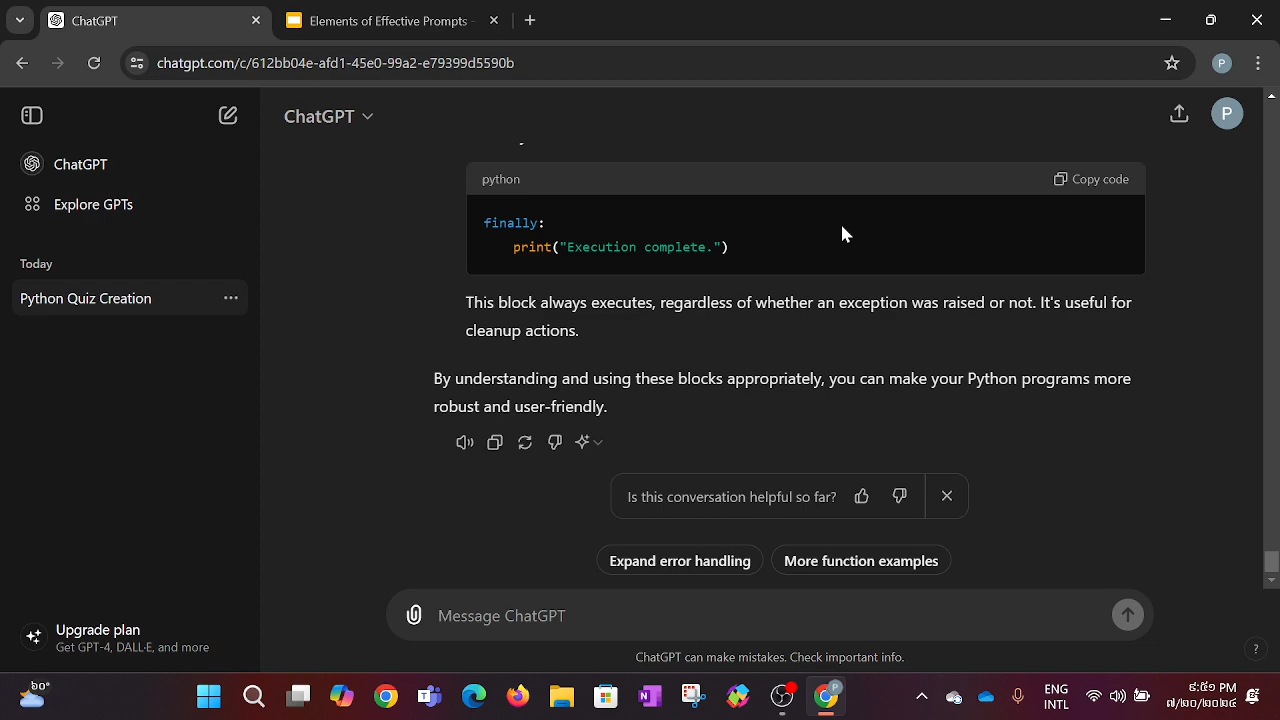 ChatGPT
Elements of Effective Prompts
chatgpt.com/c/612bb04e-afd1-45e0-99a2-e79399d5590b
P
ChatGPT
P
ChatGPT
Explore GPTs
Today
Python Quiz Creation
python
Copy code
finally:
print("Execution complete.")
This block always executes, regardless of whether an exception was raised or not. It's useful for
cleanup actions.
By understanding and using these blocks appropriately, you can make your Python programs more
robust and user-friendly.
Is this conversation helpful so far?
Expand error handling
More function examples
Message ChatGPT
ChatGPT can make mistakes. Check important info.
?
Upgrade plan
Get GPT-4, DALL·E, and more
ENG
INTL